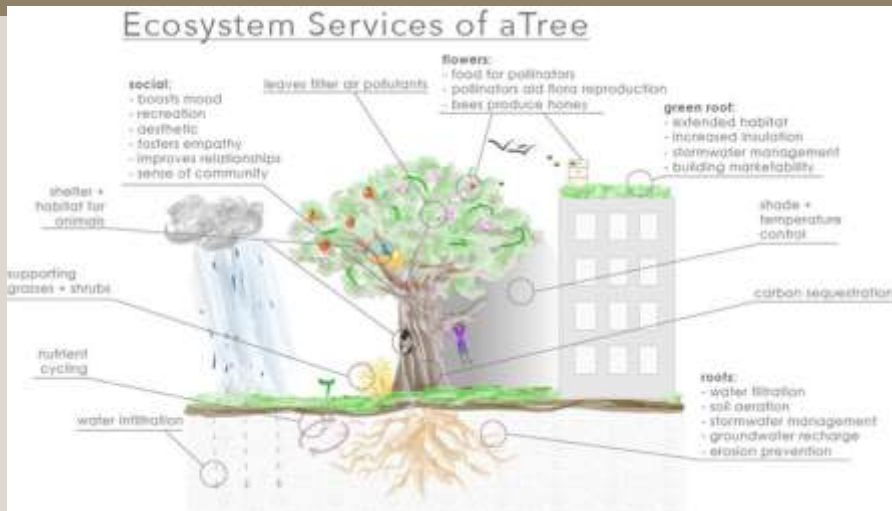 Ecosystem Services of aTree
social:
- boosts mood
- recreation
- aesthetic
- fosters empathy
- improves relationships
- sense of community
leaves filter air pollutants
flowers:
- food for pollinators
- pollinators aid flora reproduction
- bees produce honey
green roof:
- extended habitat
- increased insulation
- stormwater management
- building marketability
shelter +
habitat for
animals
shade +
temperature
control
supporting
grasses + shrubs
carbon sequestration
nutrient
cycling
water infiltration
roots:
- water filtration
- soil aeration
- stormwater management
- groundwater recharge
- erosion prevention